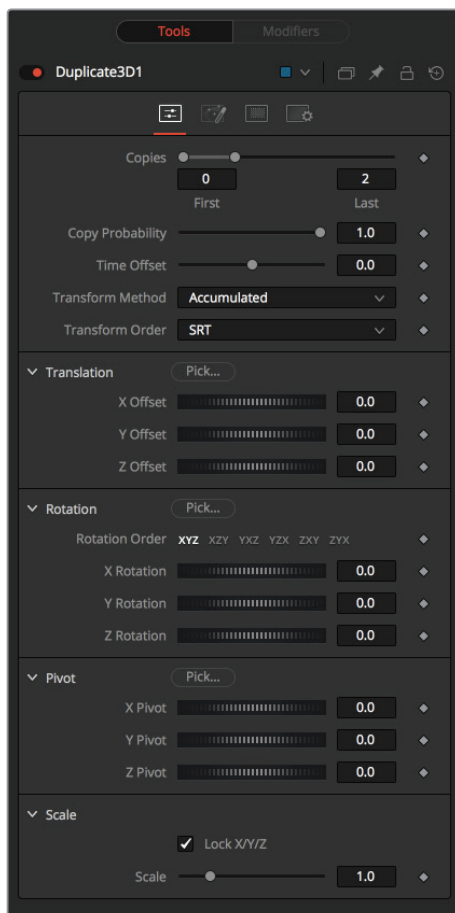 Tools Modifiers
Duplicate3D1
Copies
0 2
First Last
Copy Probability 1.0
Time Offset 0.0
Transform Method Accumulated
Transform Order SRT
Translation Pick...
X Offset 0.0
Y Offset 0.0
Z Offset 0.0
Rotation Pick...
Rotation Order XYZ XZY YXZ YZX ZXY ZYX
X Rotation 0.0
Y Rotation 0.0
Z Rotation 0.0
Pivot Pick...
X Pivot 0.0
Y Pivot 0.0
Z Pivot 0.0
Scale
Lock X/Y/Z
Scale 1.0